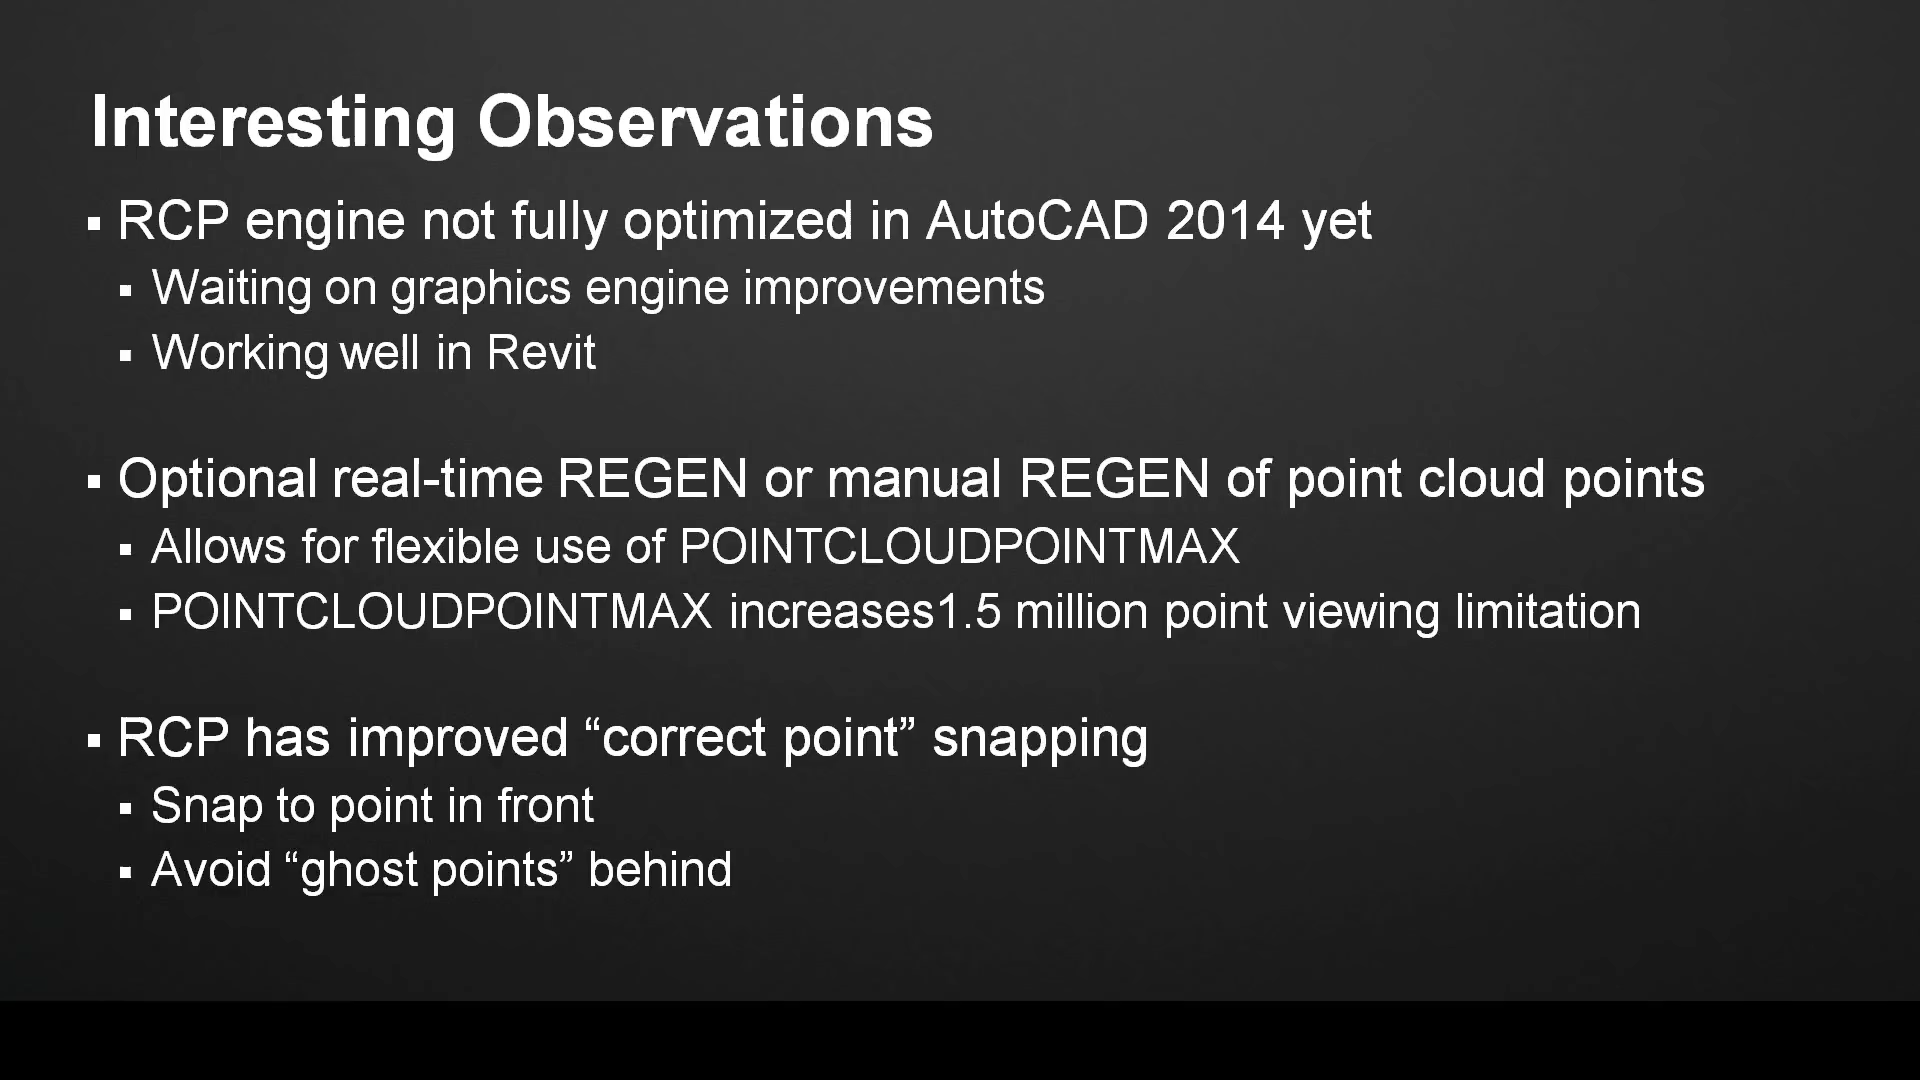 Interesting Observations
▪ RCP engine not fully optimized in AutoCAD 2014 yet
▪ Waiting on graphics engine improvements
▪ Working well in Revit
▪ Optional real-time REGEN or manual REGEN of point cloud points
▪ Allows for flexible use of POINTCLOUDPOINTMAX
▪ POINTCLOUDPOINTMAX increases1.5 million point viewing limitation
▪ RCP has improved “correct point” snapping
▪ Snap to point in front
▪ Avoid “ghost points” behind